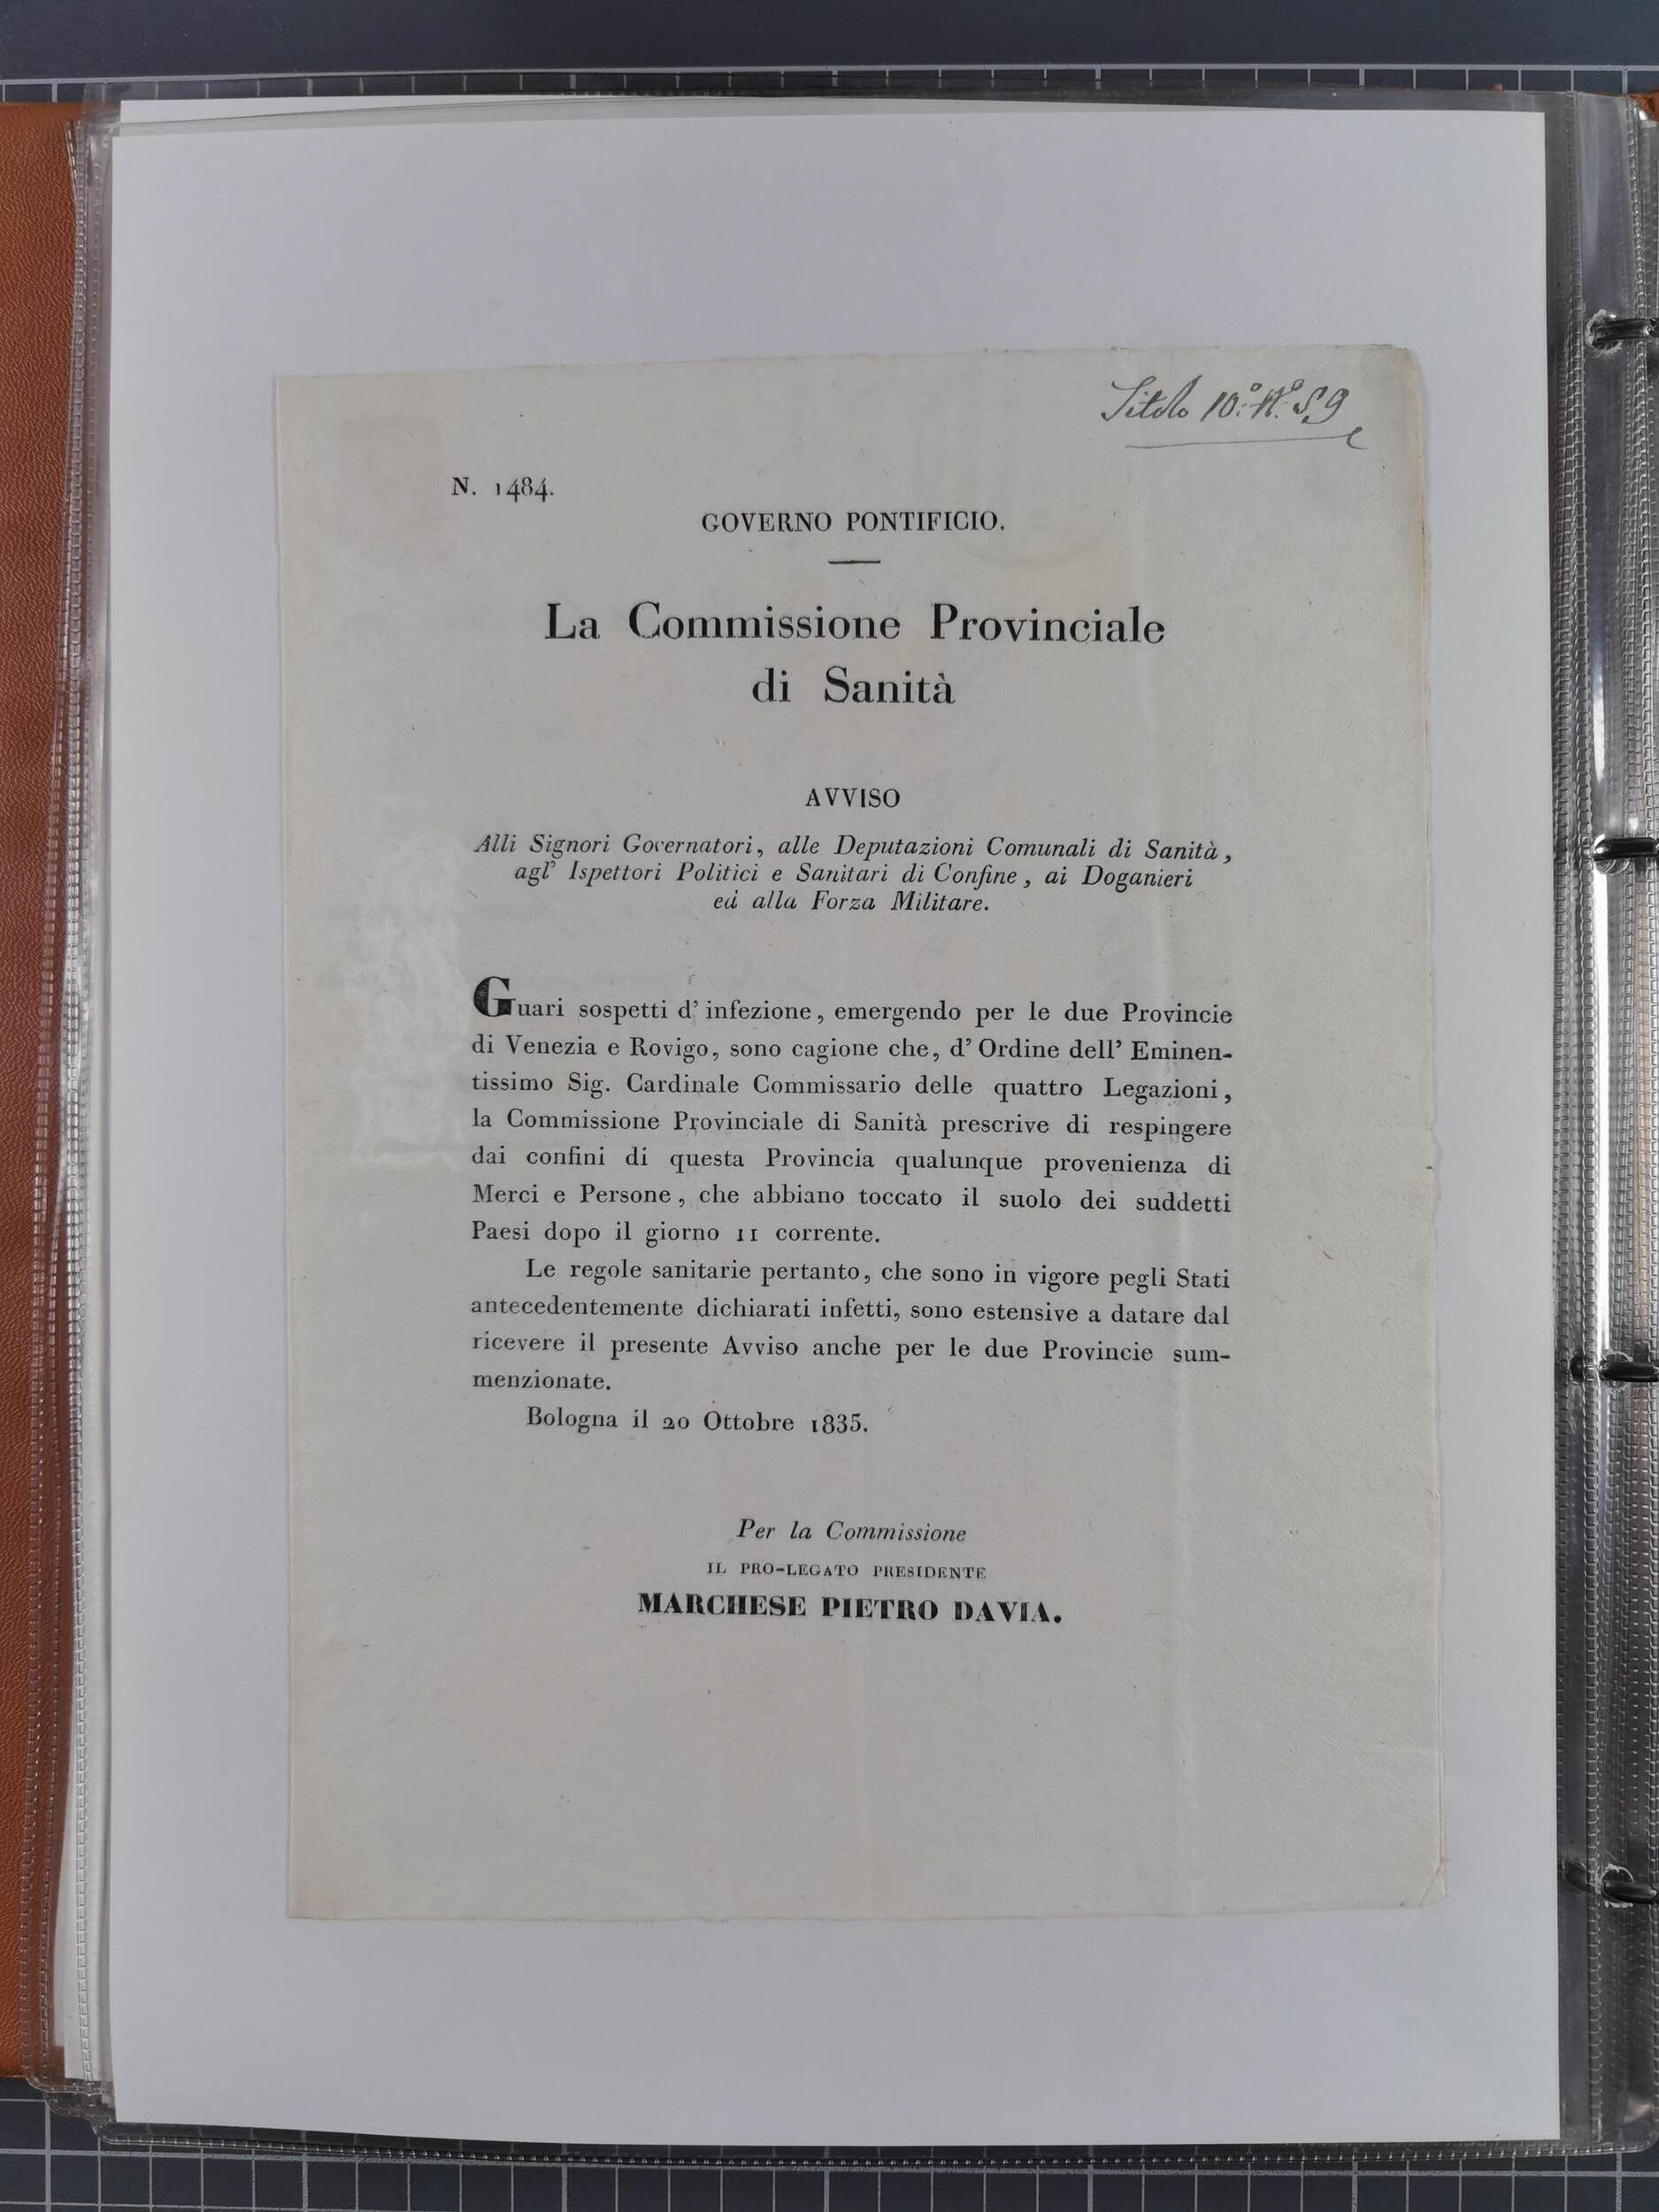 Titolo 10.° N.° 59
N. 1484.
GOVERNO PONTIFICIO.
La Commissione Provinciale
di Sanità
AVVISO
Alli Signori Governatori, alle Deputazioni Comunali di Sanità,
agl' Ispettori Politici e Sanitari di Confine, ai Doganieri
ed alla Forza Militare.
Guari sospetti d' infezione, emergendo per le due Provincie
di Venezia e Rovigo, sono cagione che, d' Ordine dell' Eminen-
tissimo Sig. Cardinale Commissario delle quattro Legazioni,
la Commissione Provinciale di Sanità prescrive di respingere
dai confini di questa Provincia qualunque provenienza di
Merci e Persone, che abbiano toccato il suolo dei suddetti
Paesi dopo il giorno 11 corrente.
Le regole sanitarie pertanto, che sono in vigore pegli Stati
antecedentemente dichiarati infetti, sono estensive a datare dal
ricevere il presente Avviso anche per le due Provincie sum-
menzionate.
Bologna il 20 Ottobre 1835.
Per la Commissione
IL PRO-LEGATO PRESIDENTE
MARCHESE PIETRO DAVIA.